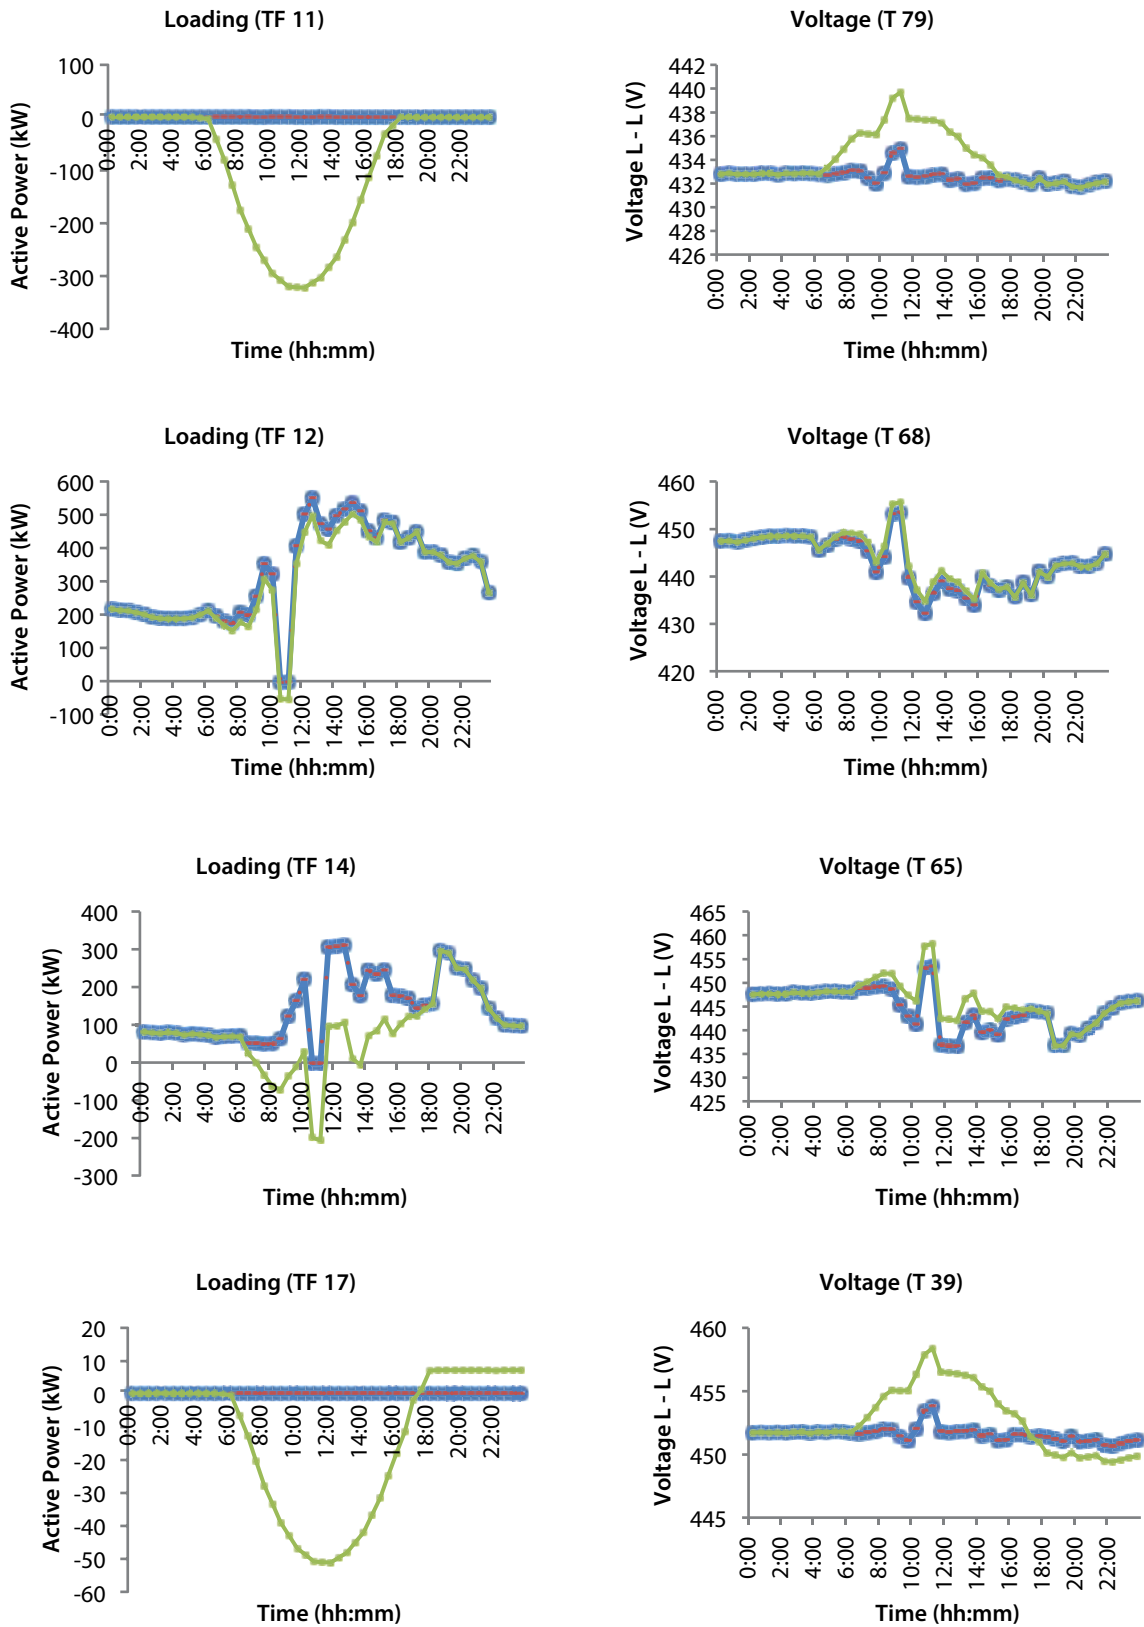 Loading (TF 11)
Active Power (kW)
100
0
-100
-200
-300
-400
0:00 2:00 4:00 6:00 8:00 10:00 12:00 14:00 16:00 18:00 20:00 22:00
Time (hh:mm)
Voltage (T 79)
Voltage L - L (V)
442
440
438
436
434
432
430
428
426
0:00 2:00 4:00 6:00 8:00 10:00 12:00 14:00 16:00 18:00 20:00 22:00
Time (hh:mm)
Loading (TF 12)
Active Power (kW)
600
500
400
300
200
100
0
-100
0:00 2:00 4:00 6:00 8:00 10:00 12:00 14:00 16:00 18:00 20:00 22:00
Time (hh:mm)
Voltage (T 68)
Voltage L - L (V)
460
450
440
430
420
0:00 2:00 4:00 6:00 8:00 10:00 12:00 14:00 16:00 18:00 20:00 22:00
Time (hh:mm)
Loading (TF 14)
Active Power (kW)
400
300
200
100
0
-100
-200
-300
0:00 2:00 4:00 6:00 8:00 10:00 12:00 14:00 16:00 18:00 20:00 22:00
Time (hh:mm)
Voltage (T 65)
Voltage L - L (V)
465
460
455
450
445
440
435
430
425
0:00 2:00 4:00 6:00 8:00 10:00 12:00 14:00 16:00 18:00 20:00 22:00
Time (hh:mm)
Loading (TF 17)
Active Power (kW)
20
10
0
-10
-20
-30
-40
-50
-60
0:00 2:00 4:00 6:00 8:00 10:00 12:00 14:00 16:00 18:00 20:00 22:00
Time (hh:mm)
Voltage (T 39)
Voltage L - L (V)
460
455
450
445
0:00 2:00 4:00 6:00 8:00 10:00 12:00 14:00 16:00 18:00 20:00 22:00
Time (hh:mm)